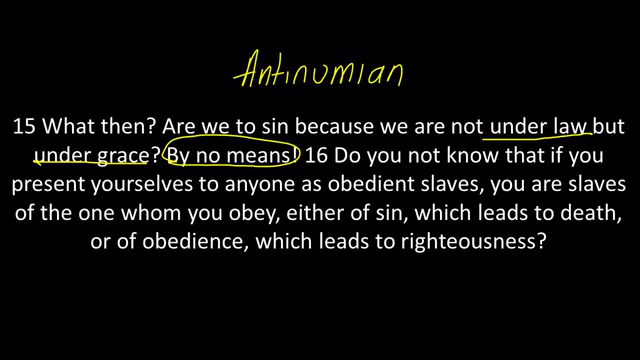 Antinumian
15 What then? Are we to sin because we are not under law but
under grace? By no means! 16 Do you not know that if you
present yourselves to anyone as obedient slaves, you are slaves
of the one whom you obey, either of sin, which leads to death,
or of obedience, which leads to righteousness?